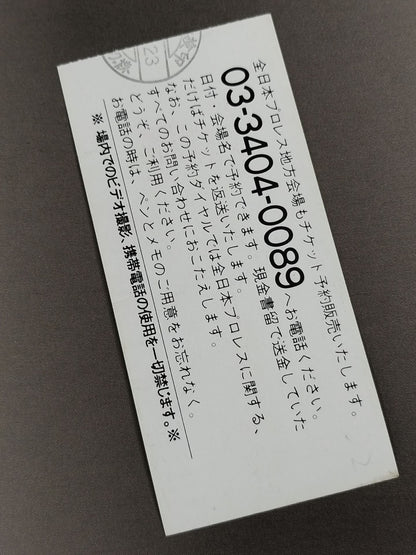 全日本プロレス地方会場もチケット予約販売いたします。
03-3404-0089へお電話ください。
日付・会場名で予約できます。現金書留で送金していた
だけばチケットを返送いたします。
なお、この予約ダイヤルでは全日本プロレスに関する、
すべてのお問い合わせにおこたえします。
どうぞ、ご利用ください。
お電話の時は、ペンとメモのご用意をお忘れなく。
※ 場内でのビデオ撮影、携帯電話の使用を一切禁じます。※
23
2